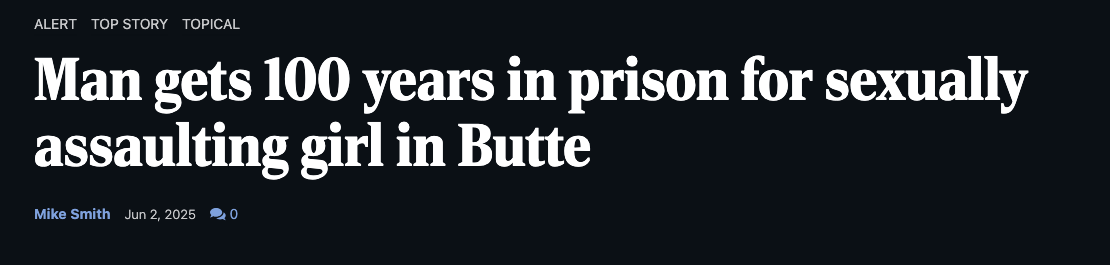 ALERT TOP STORY TOPICAL
Man gets 100 years in prison for sexually
assaulting girl in Butte
Mike Smith Jun 2, 2025 0